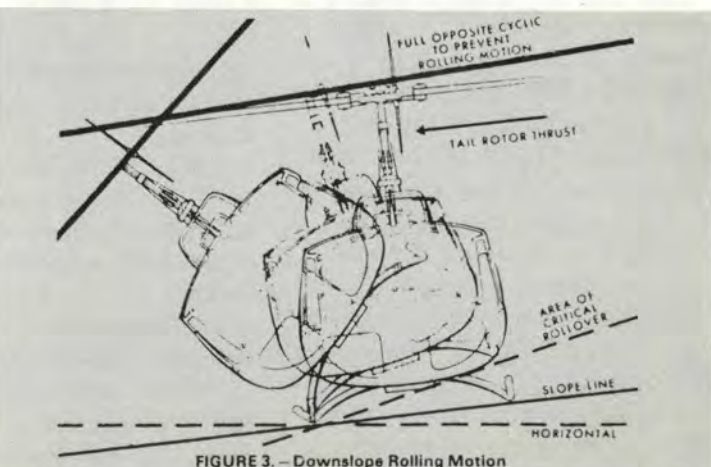 FULL OPPOSITE CYCLIC
TO PREVENT
ROLLING MOTION
TAIL ROTOR THRUST
AREA OF
CRITICAL
ROLLOVER
SLOPE LINE
HORIZONTAL
FIGURE 3. – Downslope Rolling Motion